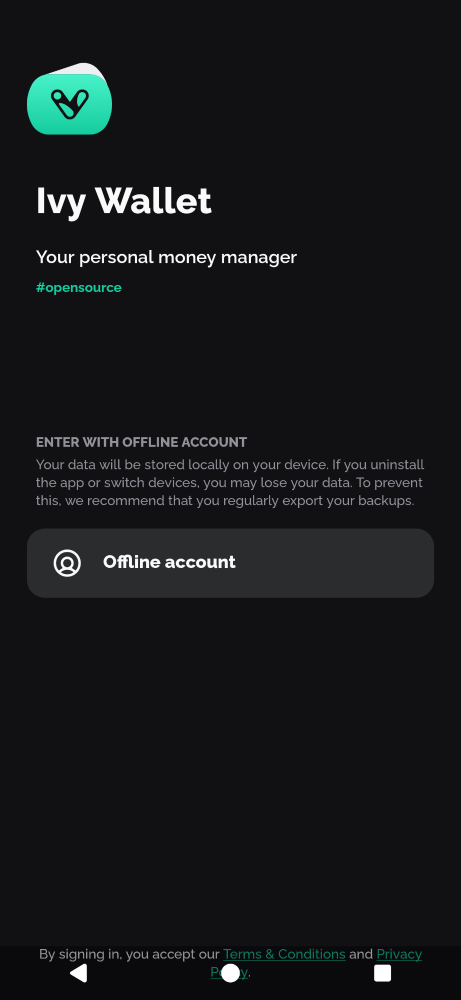 Ivy Wallet
Your personal money manager
#opensource
ENTER WITH OFFLINE ACCOUNT
Your data will be stored locally on your device. If you uninstall
the app or switch devices, you may lose your data. To prevent
this, we recommend that you regularly export your backups.
Offline account
By signing in, you accept our Terms & Conditions and Privacy